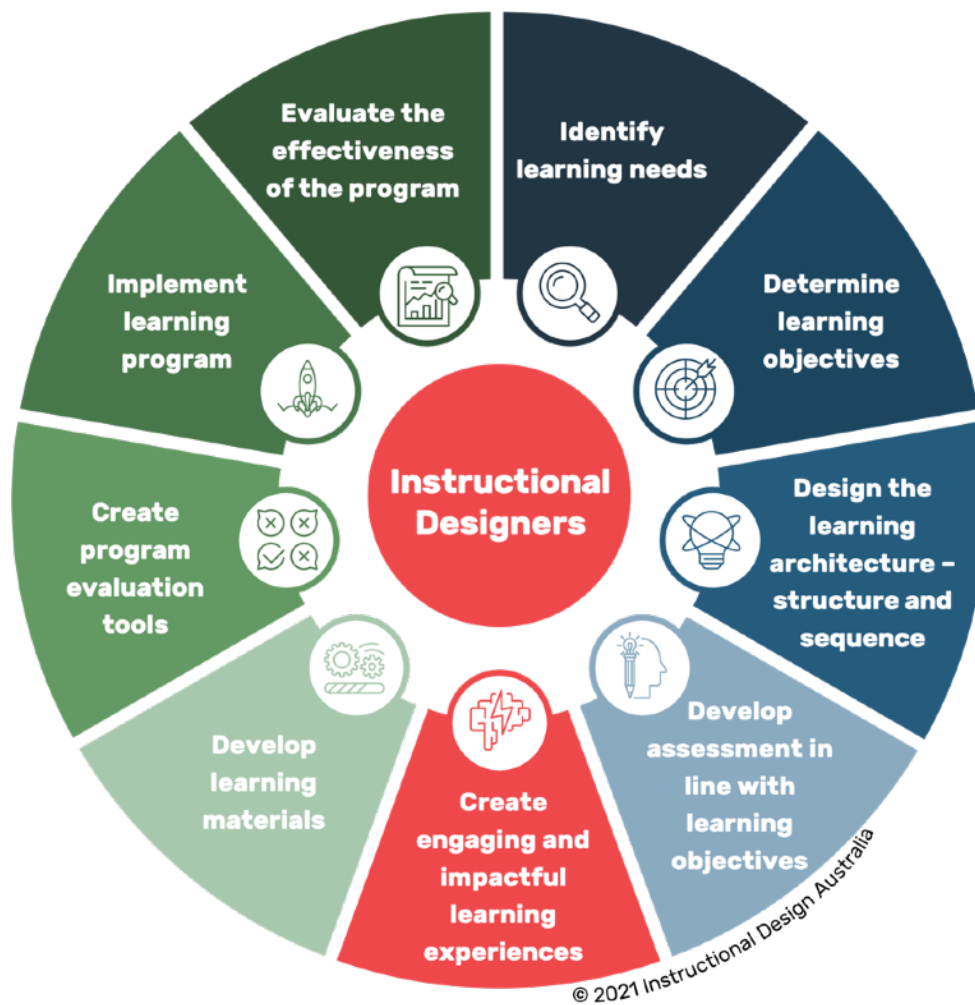 Identify
learning needs
Determine
learning
objectives
Design the
learning
architecture –
structure and
sequence
Develop
assessment in
line with
learning
objectives
Create
engaging and
impactful
learning
experiences
Develop
learning
materials
Create
program
evaluation
tools
Implement
learning
program
Evaluate the
effectiveness
of the program
Instructional
Designers
© 2021 Instructional Design Australia